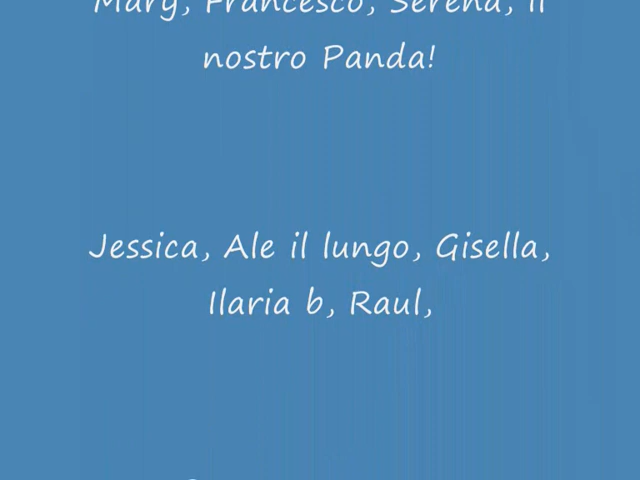 Mary, Francesco, Serena, il
nostro Panda!
Jessica, Ale il lungo, Gisella,
Ilaria b, Raul,